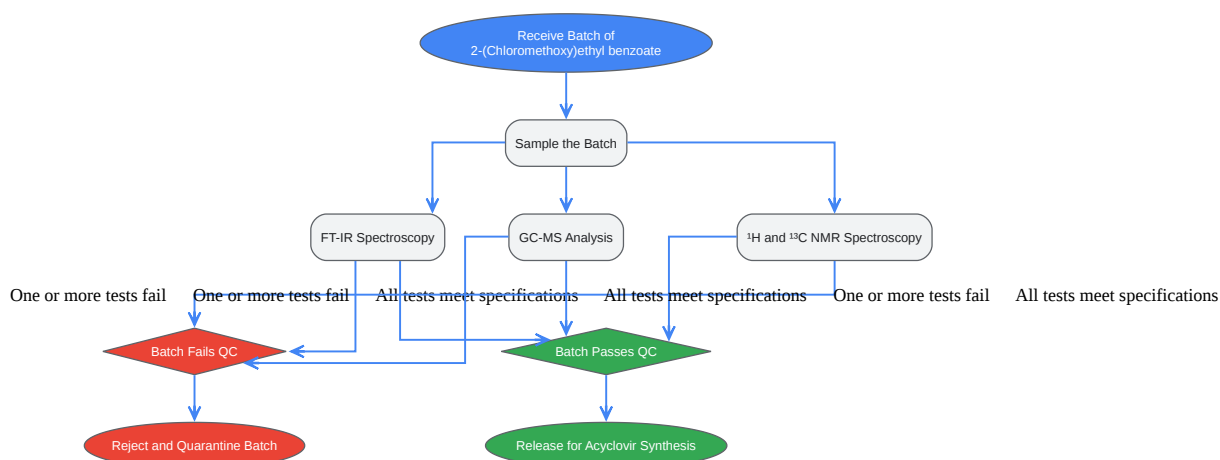 Receive Batch of
2-(Chloromethoxy)ethyl benzoate
Sample the Batch
FT-IR Spectroscopy
GC-MS Analysis
¹H and ¹³C NMR Spectroscopy
One or more tests fail
One or more tests fail
All tests meet specifications
All tests meet specifications
One or more tests fail
All tests meet specifications
Batch Fails QC
Batch Passes QC
Reject and Quarantine Batch
Release for Acyclovir Synthesis